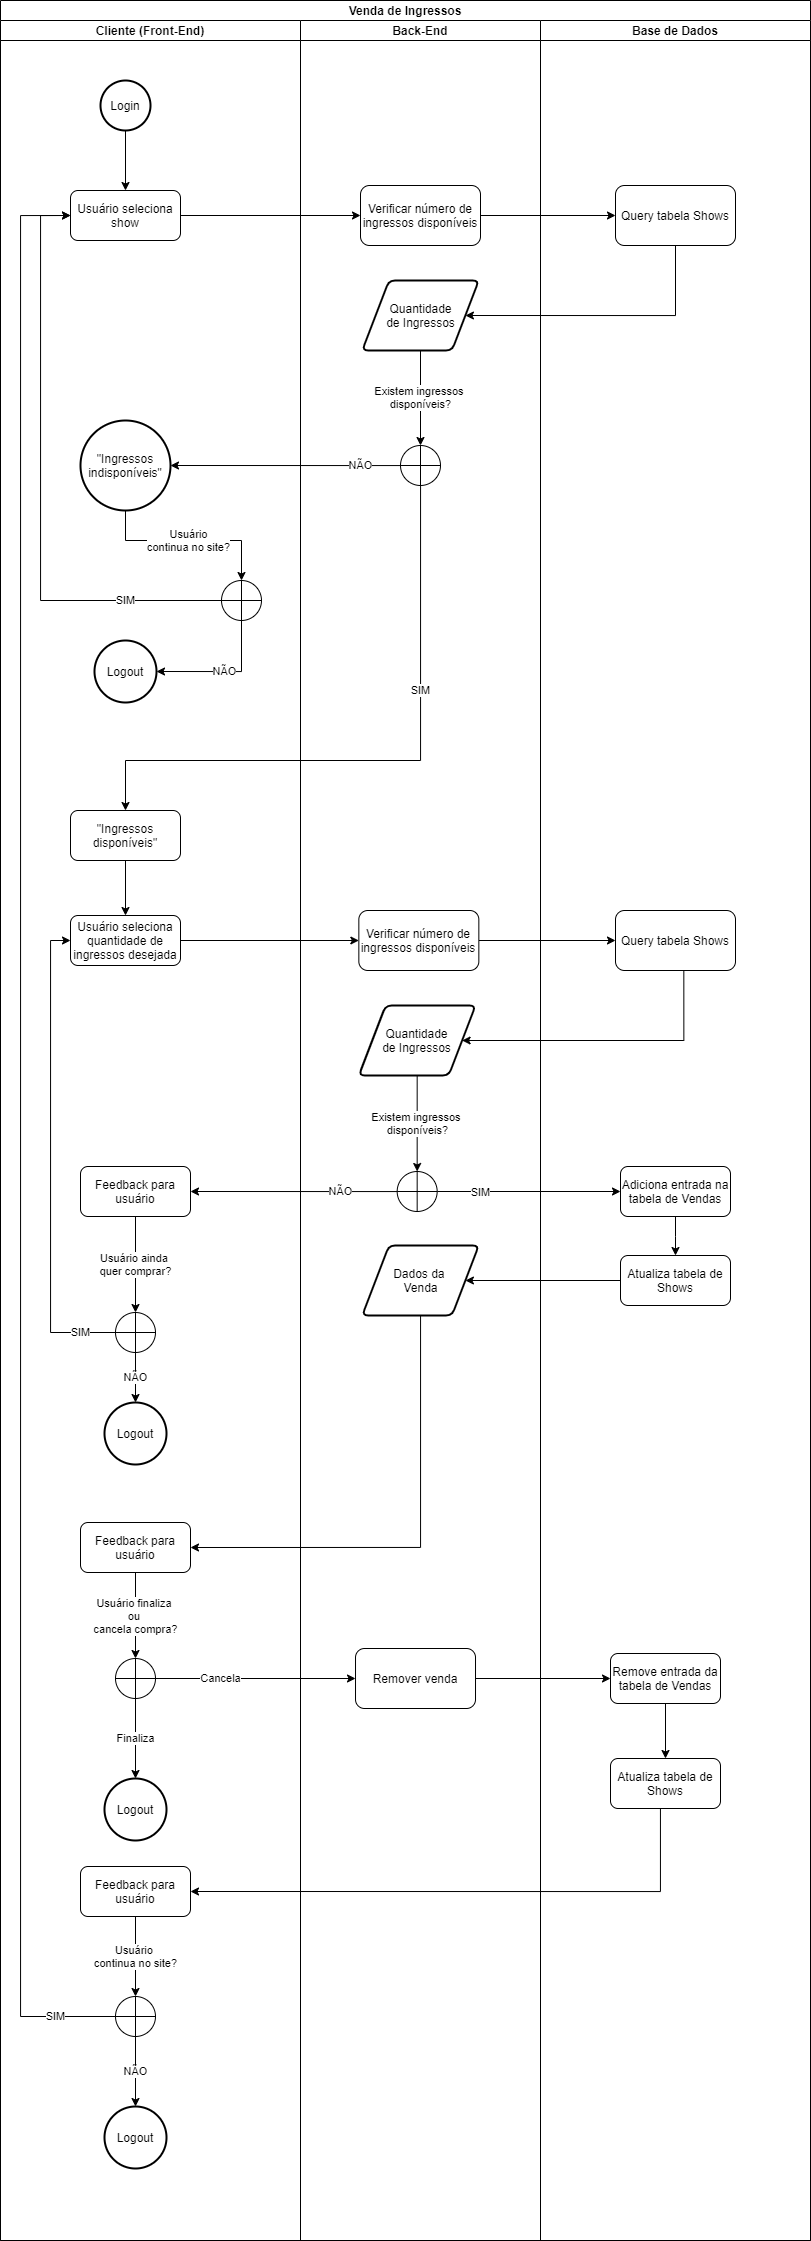 Venda de Ingressos
Cliente (Front-End)
Back-End
Base de Dados
Login
Usuário seleciona
show
Verificar número de
ingressos disponíveis
Query tabela Shows
Quantidade
de Ingressos
Existem ingressos
disponíveis?
"Ingressos
indisponíveis"
NÃO
Usuário
continua no site?
SIM
Logout
NÃO
SIM
"Ingressos
disponíveis"
Usuário seleciona
quantidade de
ingressos desejada
Verificar número de
ingressos disponíveis
Query tabela Shows
Quantidade
de Ingressos
Existem ingressos
disponíveis?
Feedback para
usuário
NÃO
SIM
Adiciona entrada na
tabela de Vendas
Usuário ainda
quer comprar?
Dados da
Venda
Atualiza tabela de
Shows
SIM
NÃO
Logout
Feedback para
usuário
Usuário finaliza
ou
cancela compra?
Cancela
Remover venda
Remove entrada da
tabela de Vendas
Finaliza
Atualiza tabela de
Shows
Logout
Feedback para
usuário
Usuário
continua no site?
SIM
NÃO
Logout